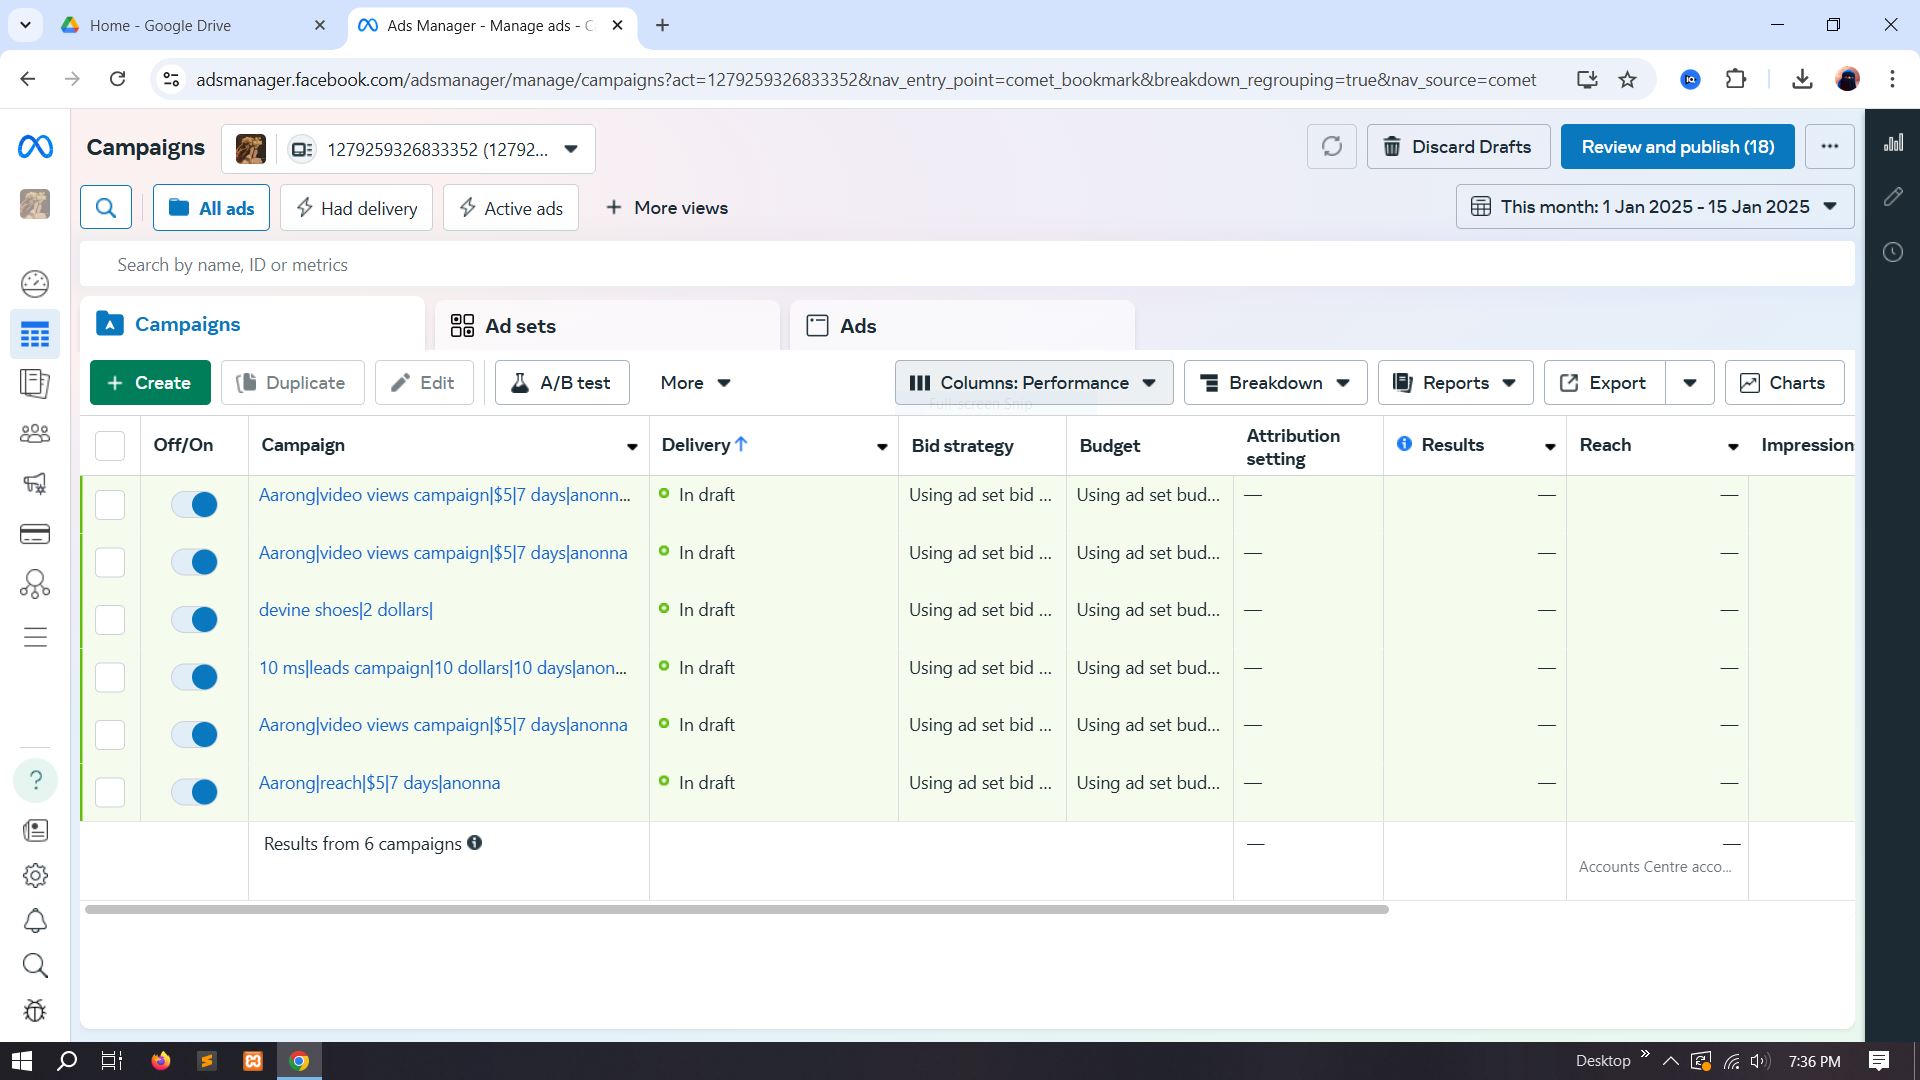 Home - Google Drive
Ads Manager - Manage ads - C
adsmanager.facebook.com/adsmanager/manage/campaigns?act=1279259326833352&nav_entry_point=comet_bookmark&breakdown_regrouping=true&nav_source=comet
Campaigns
1279259326833352 (12792...
Discard Drafts
Review and publish (18)
All ads
Had delivery
Active ads
+ More views
This month: 1 Jan 2025 - 15 Jan 2025
Search by name, ID or metrics
Campaigns
Ad sets
Ads
+ Create
Duplicate
Edit
A/B test
More
Columns: Performance
Breakdown
Reports
Export
Charts
Full-screen Snip
Off/On
Campaign
Delivery↑
Bid strategy
Budget
Attribution setting
Results
Reach
Impression
Aarong|video views campaign|$5|7 days|anonn... In draft Using ad set bid ... Using ad set bud... — — —
Aarong|video views campaign|$5|7 days|anonna In draft Using ad set bid ... Using ad set bud... — — —
devine shoes|2 dollars| In draft Using ad set bid ... Using ad set bud... — — —
10 ms|leads campaign|10 dollars|10 days|anon... In draft Using ad set bid ... Using ad set bud... — — —
Aarong|video views campaign|$5|7 days|anonna In draft Using ad set bid ... Using ad set bud... — — —
Aarong|reach|$5|7 days|anonna In draft Using ad set bid ... Using ad set bud... — — —
Results from 6 campaigns — —
Accounts Centre acco...
Desktop
7:36 PM